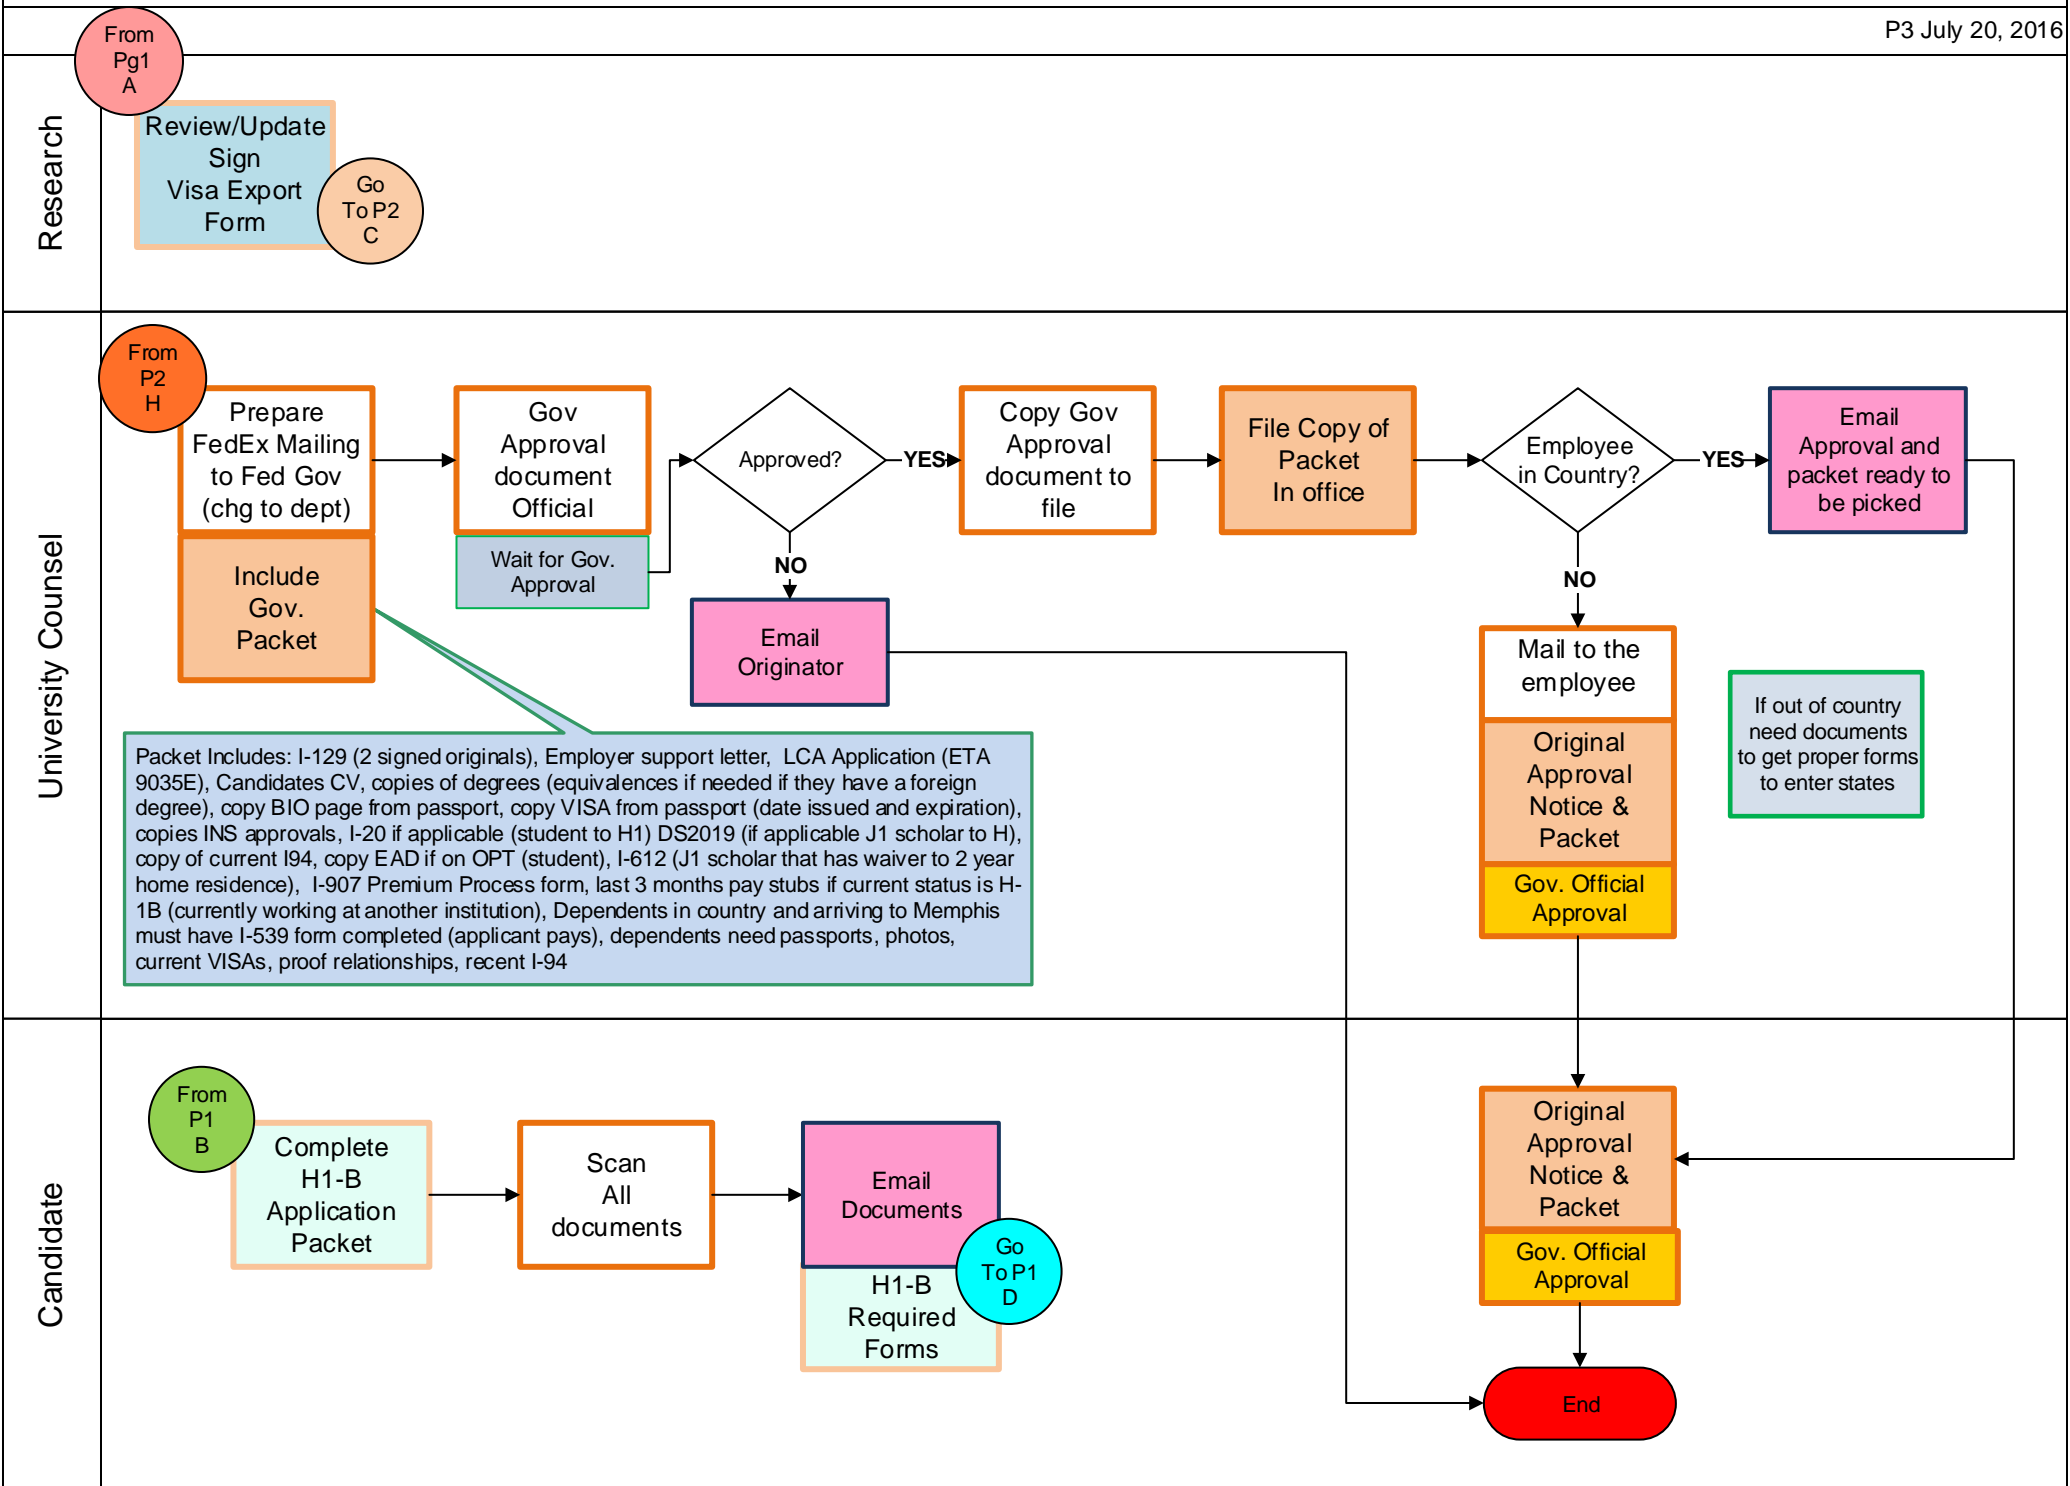 P3 July 20, 2016
From
Pg1
A
Research
Review/Update
Sign
Visa Export
Form
Go
To P2
C
University Counsel
From
P2
H
Prepare
FedEx Mailing
to Fed Gov
(chg to dept)
Include
Gov.
Packet
Gov
Approval
document
Official
Wait for Gov.
Approval
Approved?
YES
NO
Email
Originator
Copy Gov
Approval
document to
file
File Copy of
Packet
In office
Employee
in Country?
YES
NO
Email
Approval and
packet ready to
be picked
Mail to the
employee
Original
Approval
Notice &
Packet
Gov. Official
Approval
If out of country
need documents
to get proper forms
to enter states
Packet Includes: I-129 (2 signed originals), Employer support letter, LCA Application (ETA
9035E), Candidates CV, copies of degrees (equivalences if needed if they have a foreign
degree), copy BIO page from passport, copy VISA from passport (date issued and expiration),
copies INS approvals, I-20 if applicable (student to H1) DS2019 (if applicable J1 scholar to H),
copy of current I94, copy EAD if on OPT (student), I-612 (J1 scholar that has waiver to 2 year
home residence), I-907 Premium Process form, last 3 months pay stubs if current status is H-
1B (currently working at another institution), Dependents in country and arriving to Memphis
must have I-539 form completed (applicant pays), dependents need passports, photos,
current VISAs, proof relationships, recent I-94
Candidate
From
P1
B
Complete
H1-B
Application
Packet
Scan
All
documents
Email
Documents
Go
To P1
D
H1-B
Required
Forms
Original
Approval
Notice &
Packet
Gov. Official
Approval
End